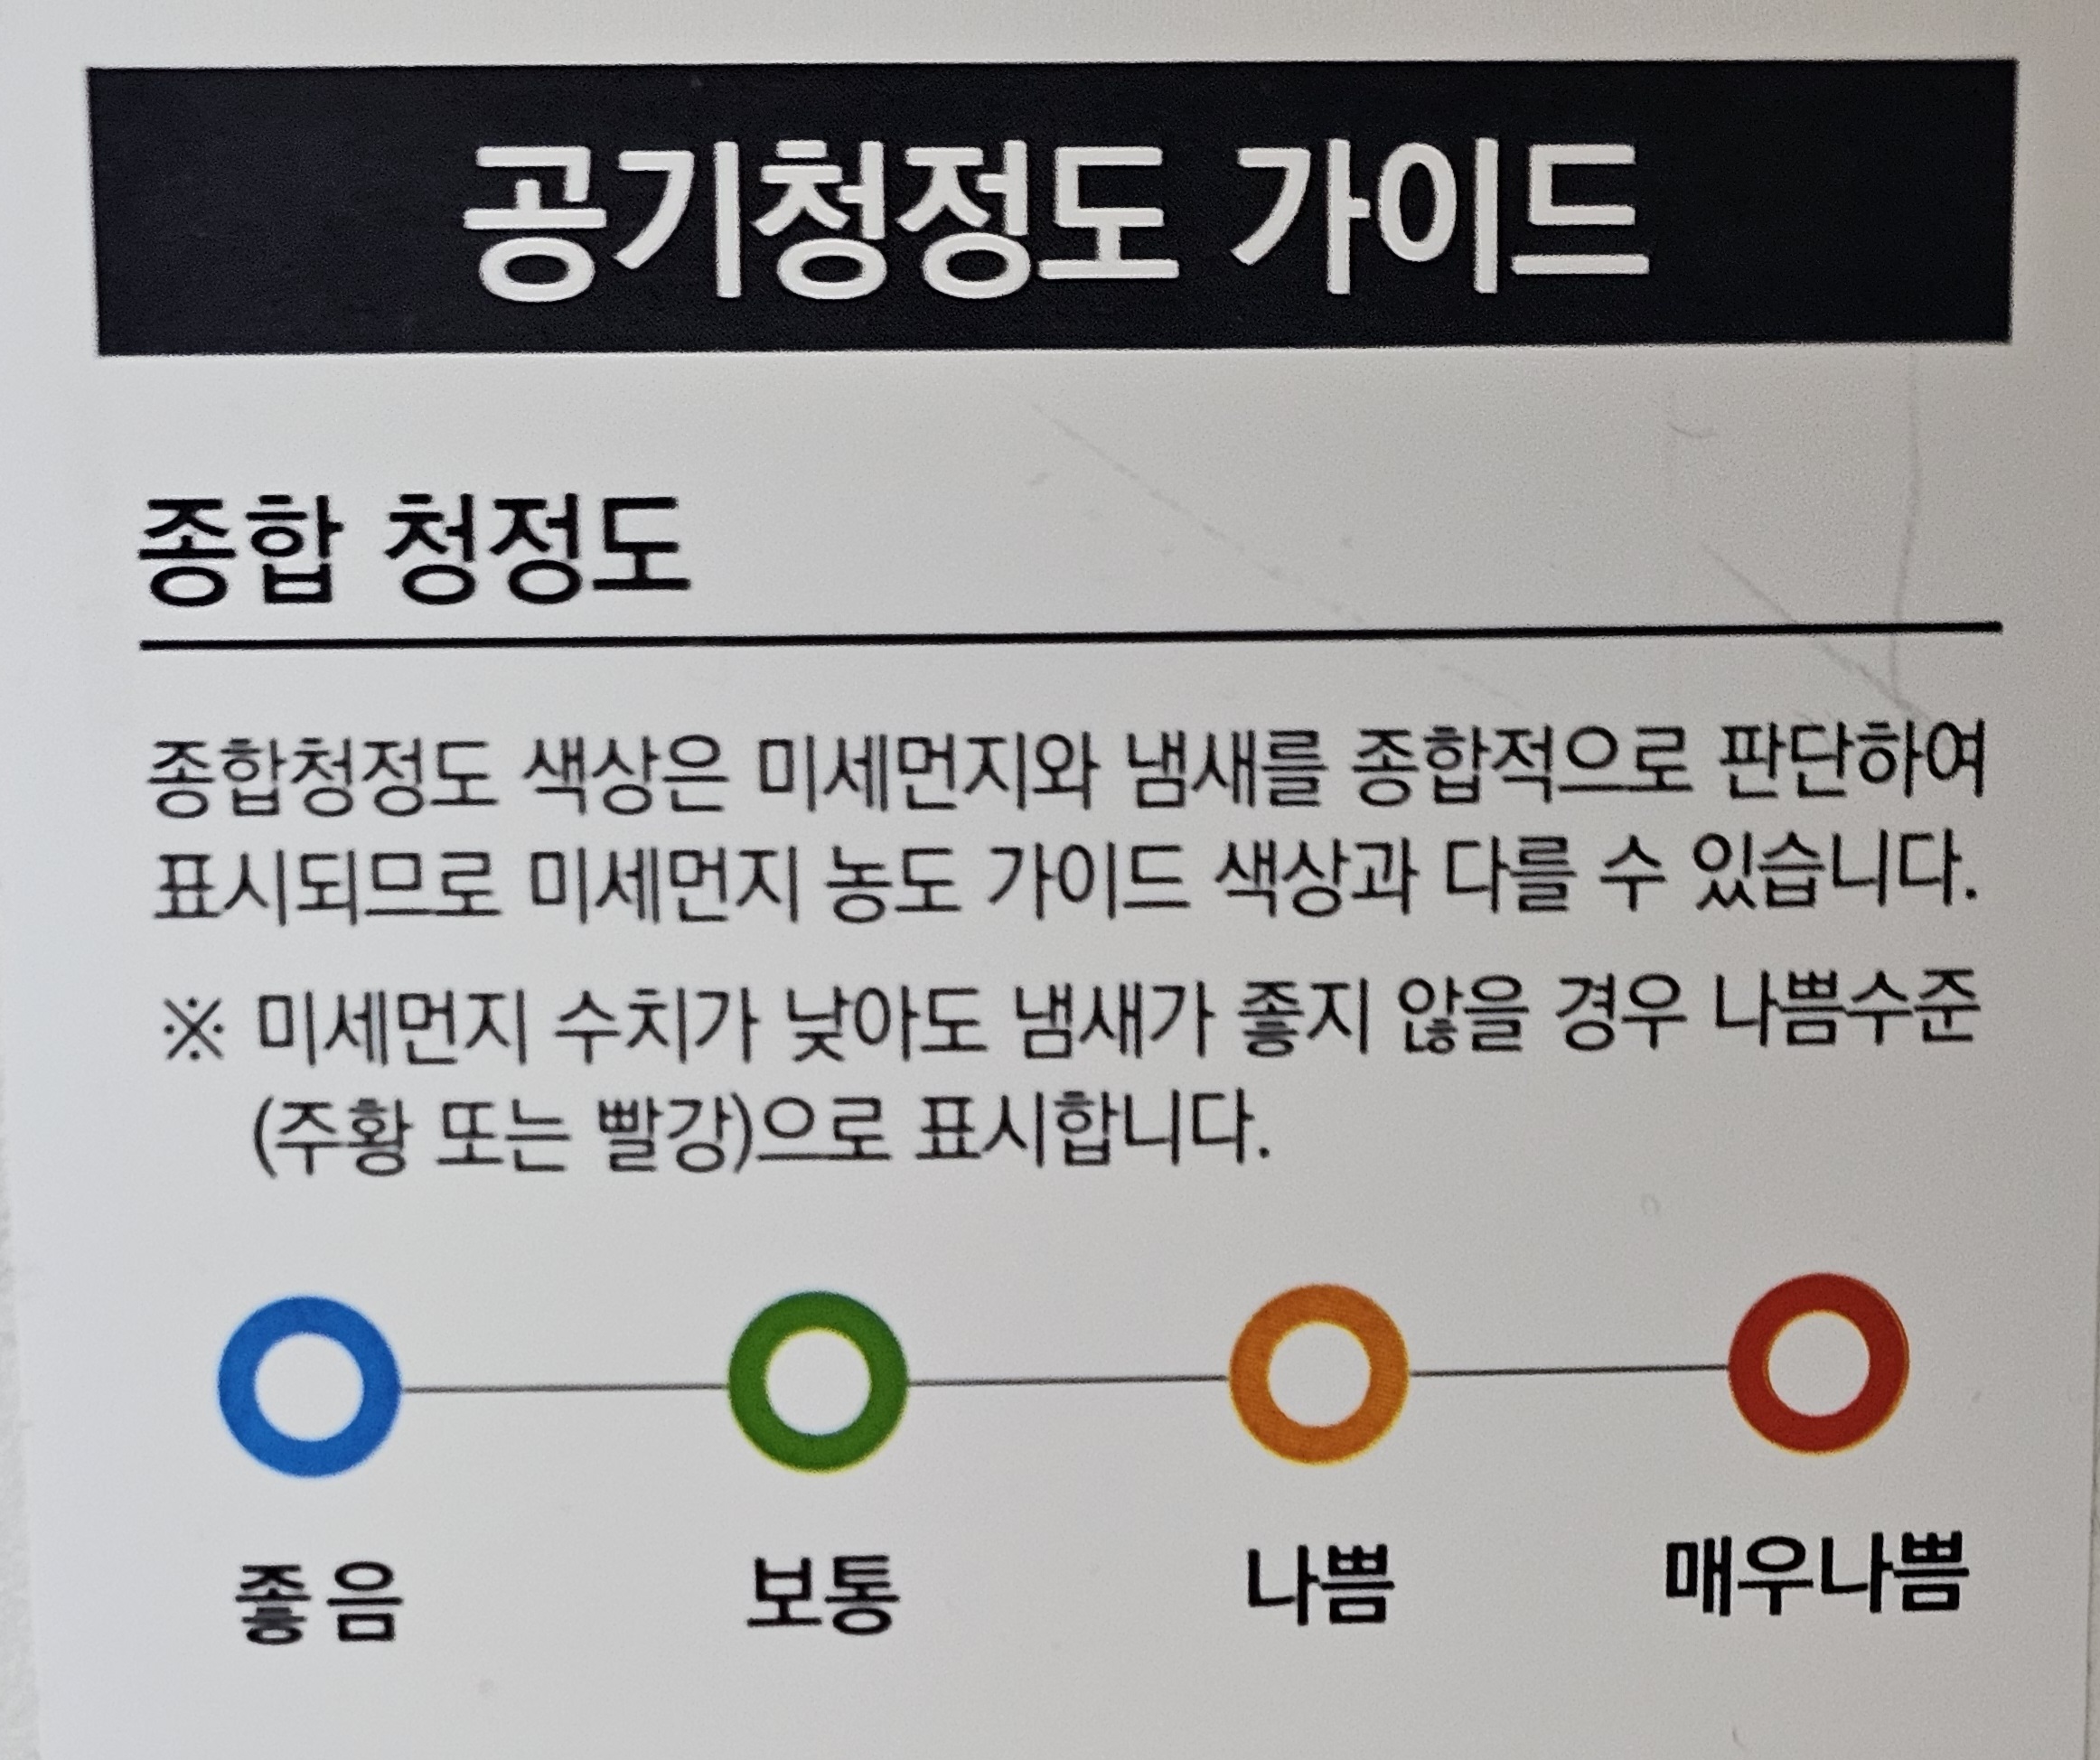 공기청정도 가이드
종합 청정도
종합청정도 색상은 미세먼지와 냄새를 종합적으로 판단하여
표시되므로 미세먼지 농도 가이드 색상과 다를 수 있습니다.
※ 미세먼지 수치가 낮아도 냄새가 좋지 않을 경우 나쁨수준
(주황 또는 빨강)으로 표시합니다.
좋음 보통 나쁨 매우나쁨